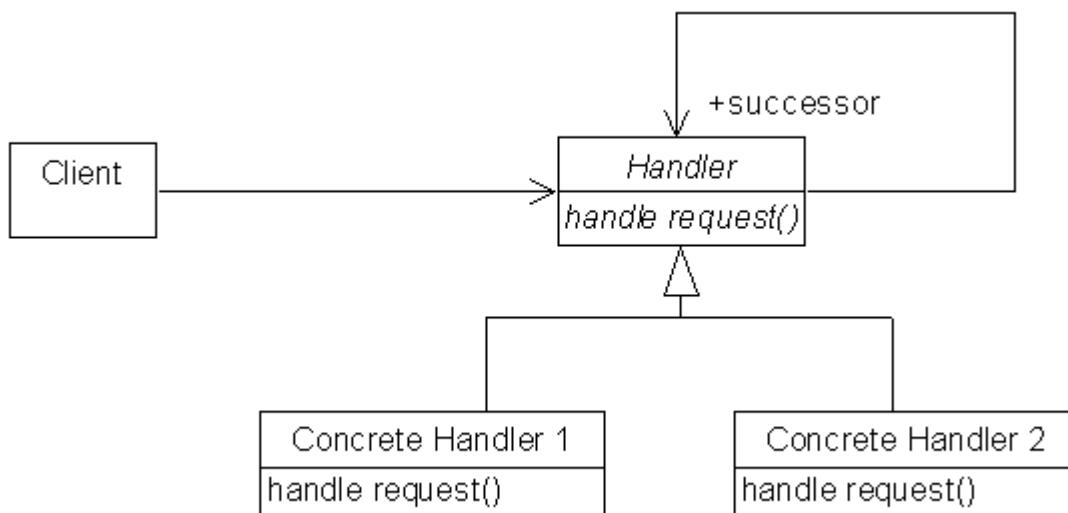 +successor
Client
Handler
handle request()
Concrete Handler 1
handle request()
Concrete Handler 2
handle request()